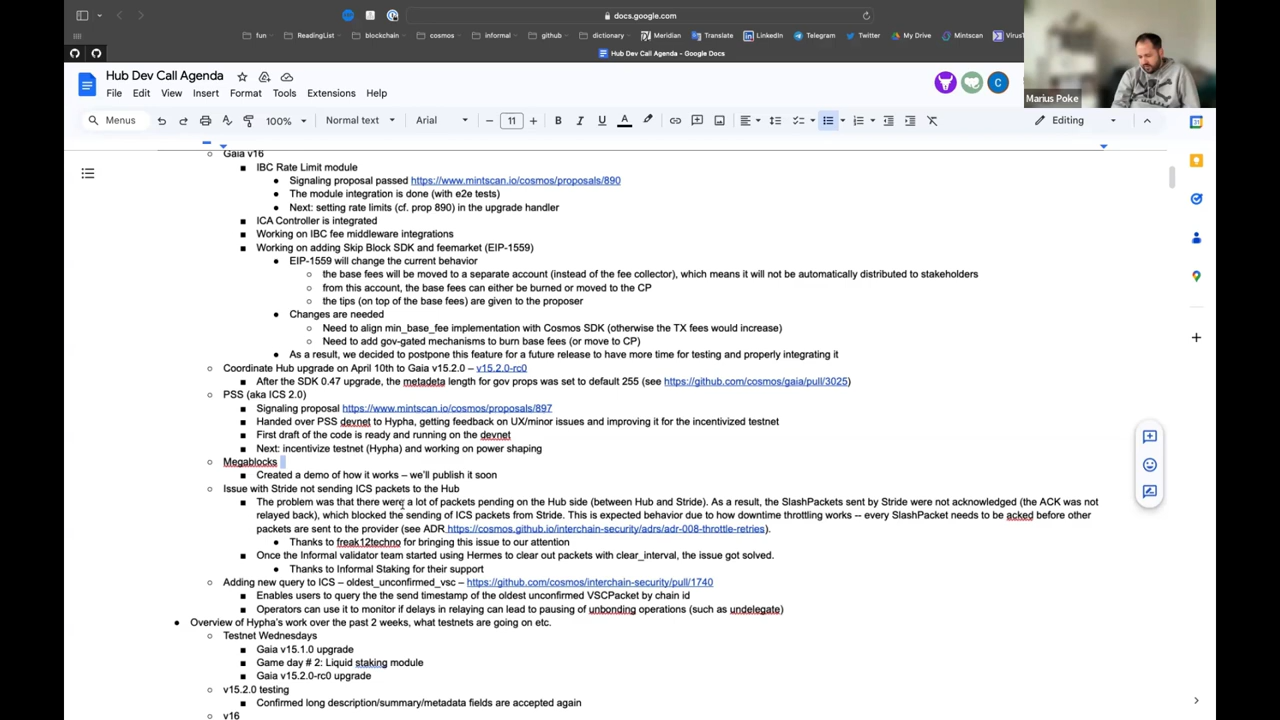 docs.google.com
fun
ReadingList
blockchain
cosmos
informal
github
dictionary
Meridian
Translate
LinkedIn
Telegram
Twitter
My Drive
Mintscan
Hub Dev Call Agenda - Google Docs
Marius Poke
Hub Dev Call Agenda
File Edit View Insert Format Tools Extensions Help
Menus 100% Normal text Arial 11 B I U A Editing
C
31
Gaia v16
IBC Rate Limit module
Signaling proposal passed https://www.mintscan.io/cosmos/proposals/890
The module integration is done (with e2e tests)
Next: setting rate limits (cf. prop 890) in the upgrade handler
ICA Controller is integrated
Working on IBC fee middleware integrations
Working on adding Skip Block SDK and feemarket (EIP-1559)
EIP-1559 will change the current behavior
the base fees will be moved to a separate account (instead of the fee collector), which means it will not be automatically distributed to stakeholders
from this account, the base fees can either be burned or moved to the CP
the tips (on top of the base fees) are given to the proposer
Changes are needed
Need to align min_base_fee implementation with Cosmos SDK (otherwise the TX fees would increase)
Need to add gov-gated mechanisms to burn base fees (or move to CP)
As a result, we decided to postpone this feature for a future release to have more time for testing and properly integrating it
Coordinate Hub upgrade on April 10th to Gaia v15.2.0 – v15.2.0-rc0
After the SDK 0.47 upgrade, the metadeta length for gov props was set to default 255 (see https://github.com/cosmos/gaia/pull/3025)
PSS (aka ICS 2.0)
Signaling proposal https://www.mintscan.io/cosmos/proposals/897
Handed over PSS devnet to Hypha, getting feedback on UX/minor issues and improving it for the incentivized testnet
First draft of the code is ready and running on the devnet
Next: incentivize testnet (Hypha) and working on power shaping
Megablocks
Created a demo of how it works – we'll publish it soon
Issue with Stride not sending ICS packets to the Hub
The problem was that there were a lot of packets pending on the Hub side (between Hub and Stride). As a result, the SlashPackets sent by Stride were not acknowledged (the ACK was not
relayed back), which blocked the sending of ICS packets from Stride. This is expected behavior due to how downtime throttling works -- every SlashPacket needs to be acked before other
packets are sent to the provider (see ADR https://cosmos.github.io/interchain-security/adrs/adr-008-throttle-retries).
Thanks to freak12techno for bringing this issue to our attention
Once the Informal validator team started using Hermes to clear out packets with clear_interval, the issue got solved.
Thanks to Informal Staking for their support
Adding new query to ICS – oldest_unconfirmed_vsc – https://github.com/cosmos/interchain-security/pull/1740
Enables users to query the the send timestamp of the oldest unconfirmed VSCPacket by chain id
Operators can use it to monitor if delays in relaying can lead to pausing of unbonding operations (such as undelegate)
Overview of Hypha's work over the past 2 weeks, what testnets are going on etc.
Testnet Wednesdays
Gaia v15.1.0 upgrade
Game day # 2: Liquid staking module
Gaia v15.2.0-rc0 upgrade
v15.2.0 testing
Confirmed long description/summary/metadata fields are accepted again
v16